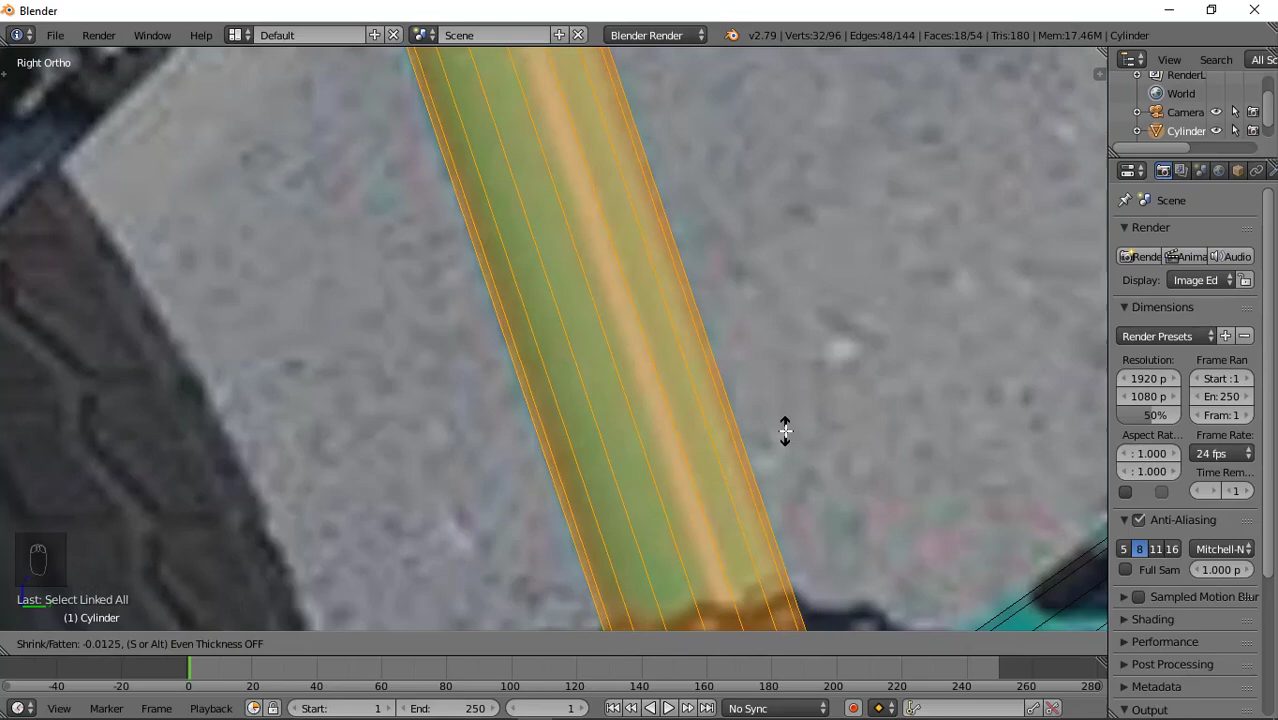 Blender
File Render Window Help Default Scene Blender Render v2.79 | Verts:32/96 | Edges:48/144 | Faces:18/54 | Tris:180 | Mem:17.46M | Cylinder
View Search All Sc
Right Ortho
RenderL
World
Camera
Cylinder
Scene
Render
Rende Anima Audio
Display: Image Ed
Dimensions
Render Presets
Resolution: Frame Ran
1920 p Start :1
1080 p En: 250
50% Fram: 1
Aspect Rat... Frame Rate:
: 1.000 24 fps
: 1.000 Time Rem...
1
Anti-Aliasing
5 8 11 16 Mitchell-N
Full Sam 1.000 p
Sampled Motion Blur
Shading
Performance
Post Processing
Metadata
Output
Last: Select Linked All
(1) Cylinder
Shrink/Fatten: -0.0125, (S or Alt) Even Thickness OFF
-40 -20 0 20 40 60 80 100 120 140 160 180 200 220 240 260 280
View Marker Frame Playback Start: 1 End: 250 1 No Sync